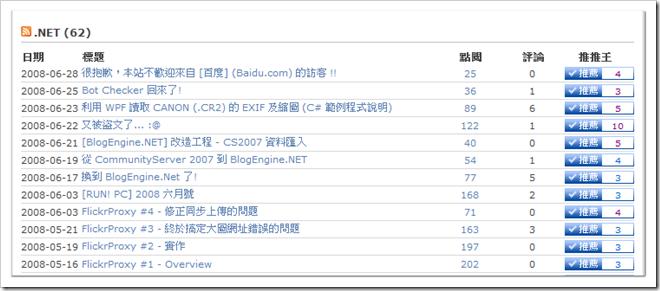 .NET (62)
日期 標題 點閱 評論 推推王
2008-06-28 很抱歉，本站不歡迎來自 [百度] (Baidu.com) 的訪客 !! 25 0 推薦 4
2008-06-25 Bot Checker 回來了! 36 1 推薦 3
2008-06-23 利用 WPF 讀取 CANON (.CR2) 的 EXIF 及縮圖 (C# 範例程式說明) 89 6 推薦 5
2008-06-22 又被盜文了... :@ 122 1 推薦 10
2008-06-21 [BlogEngine.NET] 改造工程 - CS2007 資料匯入 40 0 推薦 5
2008-06-19 從 CommunityServer 2007 到 BlogEngine.NET 54 1 推薦 4
2008-06-17 換到 BlogEngine.Net 了! 77 5 推薦 3
2008-06-03 [RUN! PC] 2008 六月號 168 2 推薦 3
2008-06-03 FlickrProxy #4 - 修正同步上傳的問題 71 0 推薦 4
2008-05-21 FlickrProxy #3 - 終於搞定大圖網址錯誤的問題 163 3 推薦 3
2008-05-19 FlickrProxy #2 - 實作 197 0 推薦 3
2008-05-16 FlickrProxy #1 - Overview 202 0 推薦 3